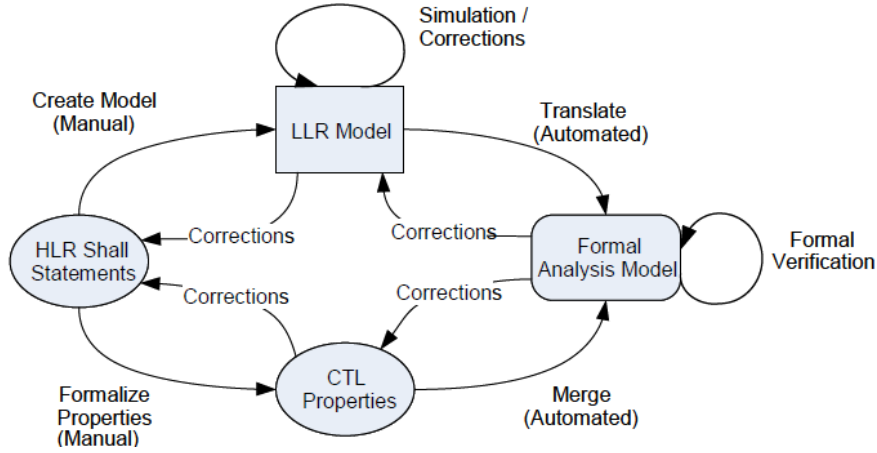 Simulation /
Corrections
Create Model
(Manual)
LLR Model
Translate
(Automated)
Corrections
Corrections
HLR Shall
Statements
Formal
Analysis Model
Formal
Verification
Corrections
Corrections
CTL
Properties
Formalize
Properties
(Manual)
Merge
(Automated)